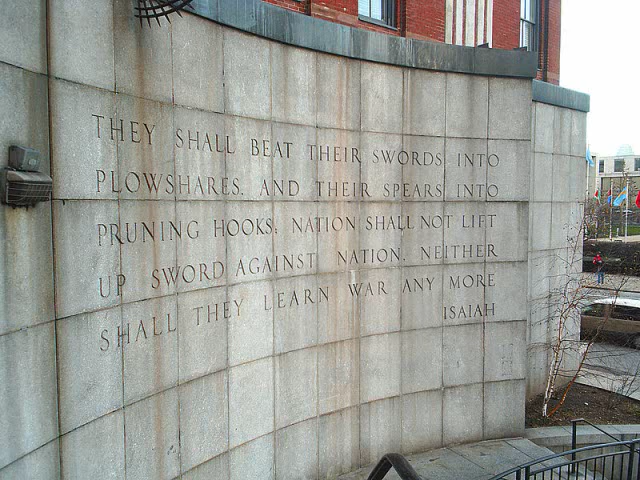 THEY SHALL BEAT THEIR SWORDS INTO
PLOWSHARES. AND THEIR SPEARS INTO
PRUNING HOOKS: NATION SHALL NOT LIFT
UP SWORD AGAINST NATION. NEITHER
SHALL THEY LEARN WAR ANY MORE
ISAIAH